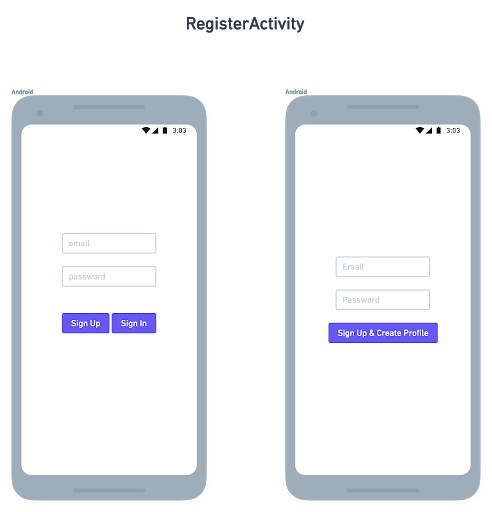 RegisterActivity
Android
3:03
email
password
Sign Up
Sign In
Android
3:03
Email
Password
Sign Up & Create Profile